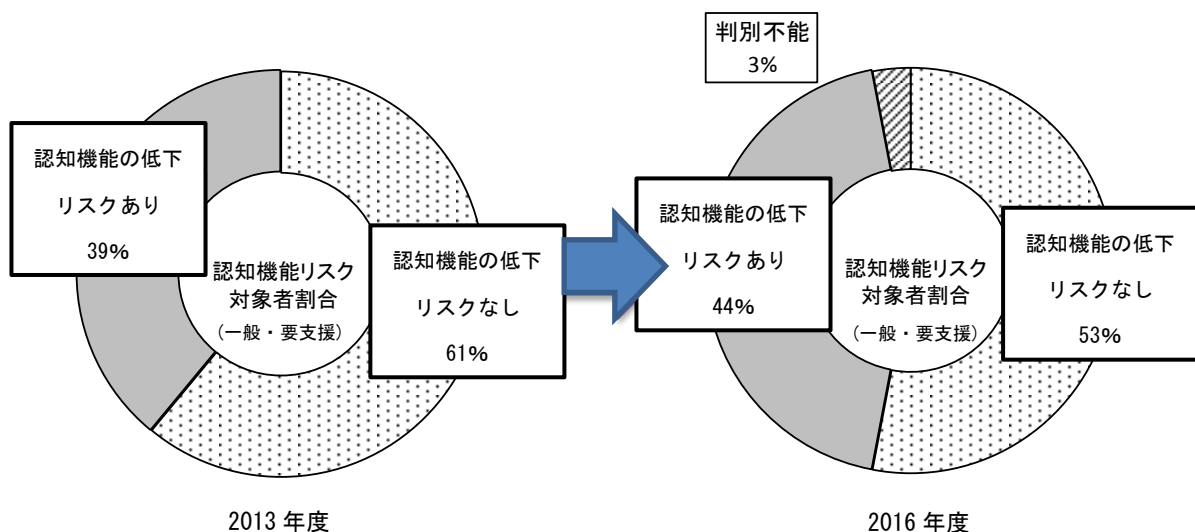 認知機能の低下
リスクあり
39%
認知機能リスク
対象者割合
(一般・要支援)
認知機能の低下
リスクなし
61%
2013 年度
判別不能
3%
認知機能の低下
リスクあり
44%
認知機能リスク
対象者割合
(一般・要支援)
認知機能の低下
リスクなし
53%
2016 年度